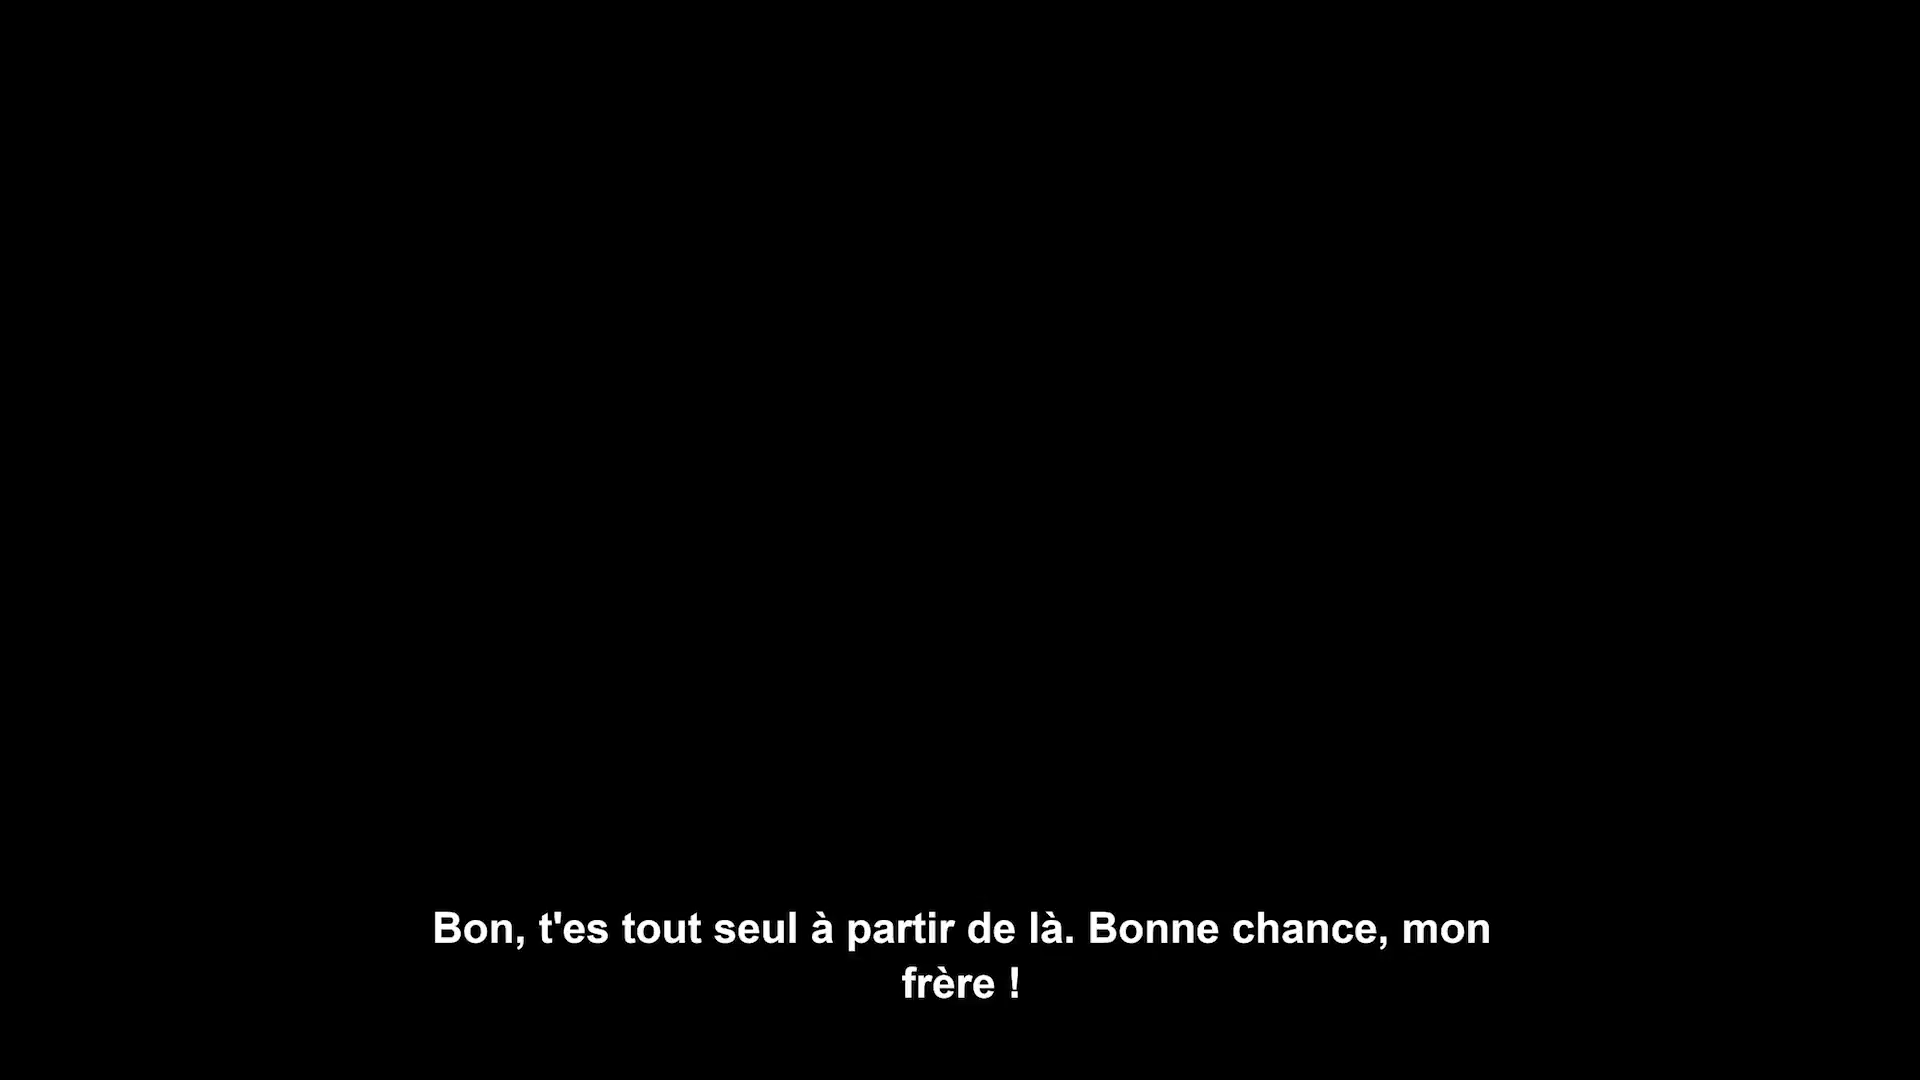 Bon, t'es tout seul à partir de là. Bonne chance, mon
frère !